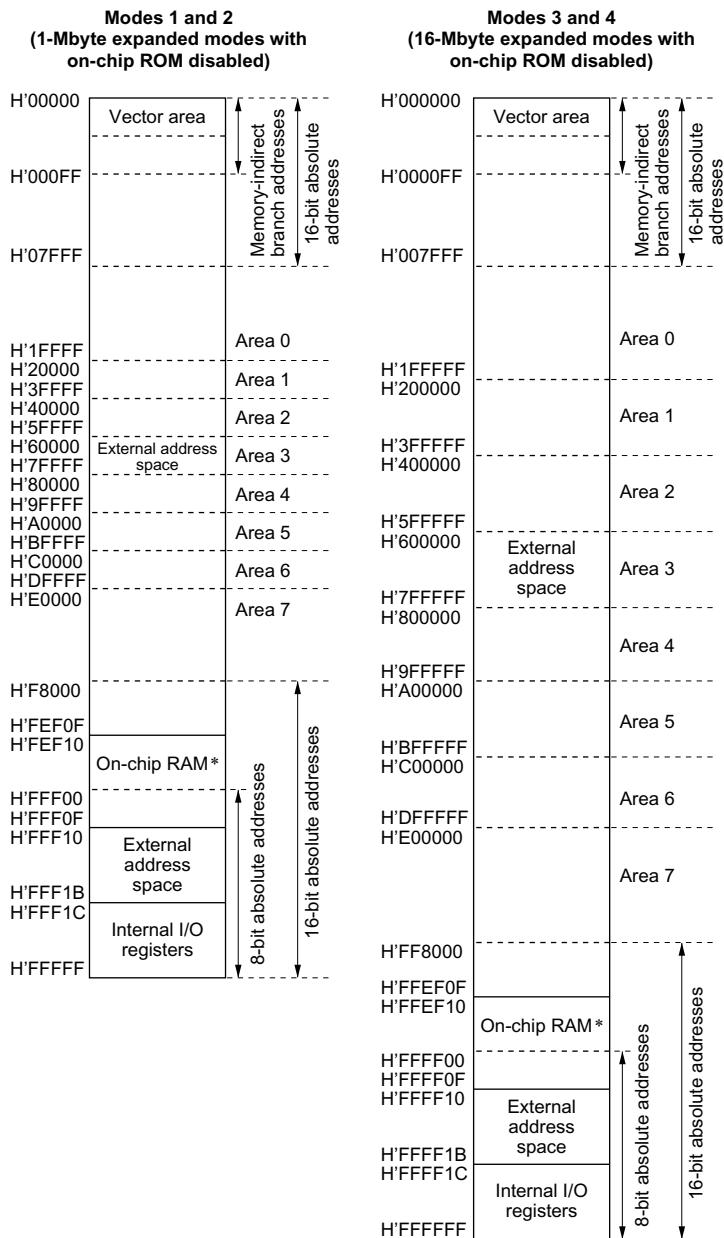 Modes 1 and 2
(1-Mbyte expanded modes with
on-chip ROM disabled)
H'00000
Vector area
H'000FF
H'07FFF
Memory-indirect
branch addresses
16-bit absolute
addresses
H'1FFFF
Area 0
H'20000
H'3FFFF
Area 1
H'40000
H'5FFFF
Area 2
H'60000
H'7FFFF
External address
space
Area 3
H'80000
H'9FFFF
Area 4
H'A0000
H'BFFFF
Area 5
H'C0000
H'DFFFF
Area 6
H'E0000
Area 7
H'F8000
H'FEF0F
H'FEF10
On-chip RAM*
H'FFF00
H'FFF0F
H'FFF10
External
address
space
H'FFF1B
H'FFF1C
Internal I/O
registers
H'FFFFF
8-bit absolute addresses
16-bit absolute addresses
Modes 3 and 4
(16-Mbyte expanded modes with
on-chip ROM disabled)
H'000000
Vector area
H'0000FF
H'007FFF
Memory-indirect
branch addresses
16-bit absolute
addresses
Area 0
H'1FFFFF
H'200000
Area 1
H'3FFFFF
H'400000
Area 2
H'5FFFFF
H'600000
External
address
space
Area 3
H'7FFFFF
H'800000
Area 4
H'9FFFFF
H'A00000
Area 5
H'BFFFFF
H'C00000
Area 6
H'DFFFFF
H'E00000
Area 7
H'FF8000
H'FFEF0F
H'FFEF10
On-chip RAM*
H'FFFF00
H'FFFF0F
H'FFFF10
External
address
space
H'FFFF1B
H'FFFF1C
Internal I/O
registers
H'FFFFFF
8-bit absolute addresses
16-bit absolute addresses